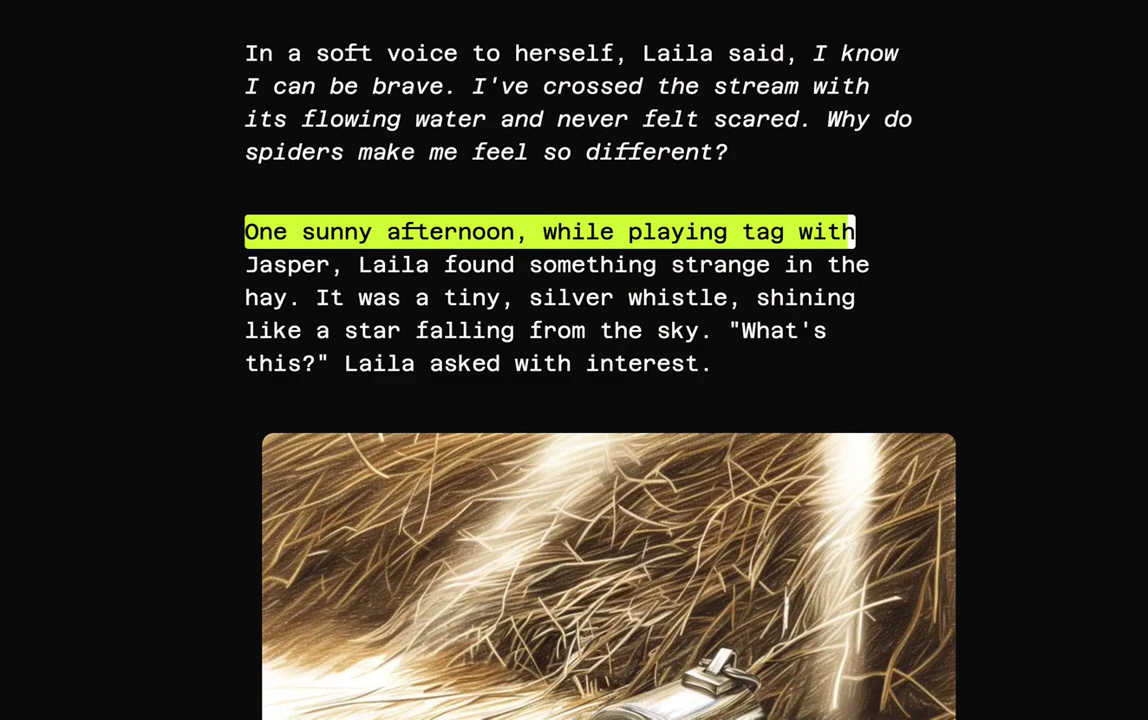 In a soft voice to herself, Laila said, I know
I can be brave. I've crossed the stream with
its flowing water and never felt scared. Why do
spiders make me feel so different?
One sunny afternoon, while playing tag with
Jasper, Laila found something strange in the
hay. It was a tiny, silver whistle, shining
like a star falling from the sky. "What's
this?" Laila asked with interest.